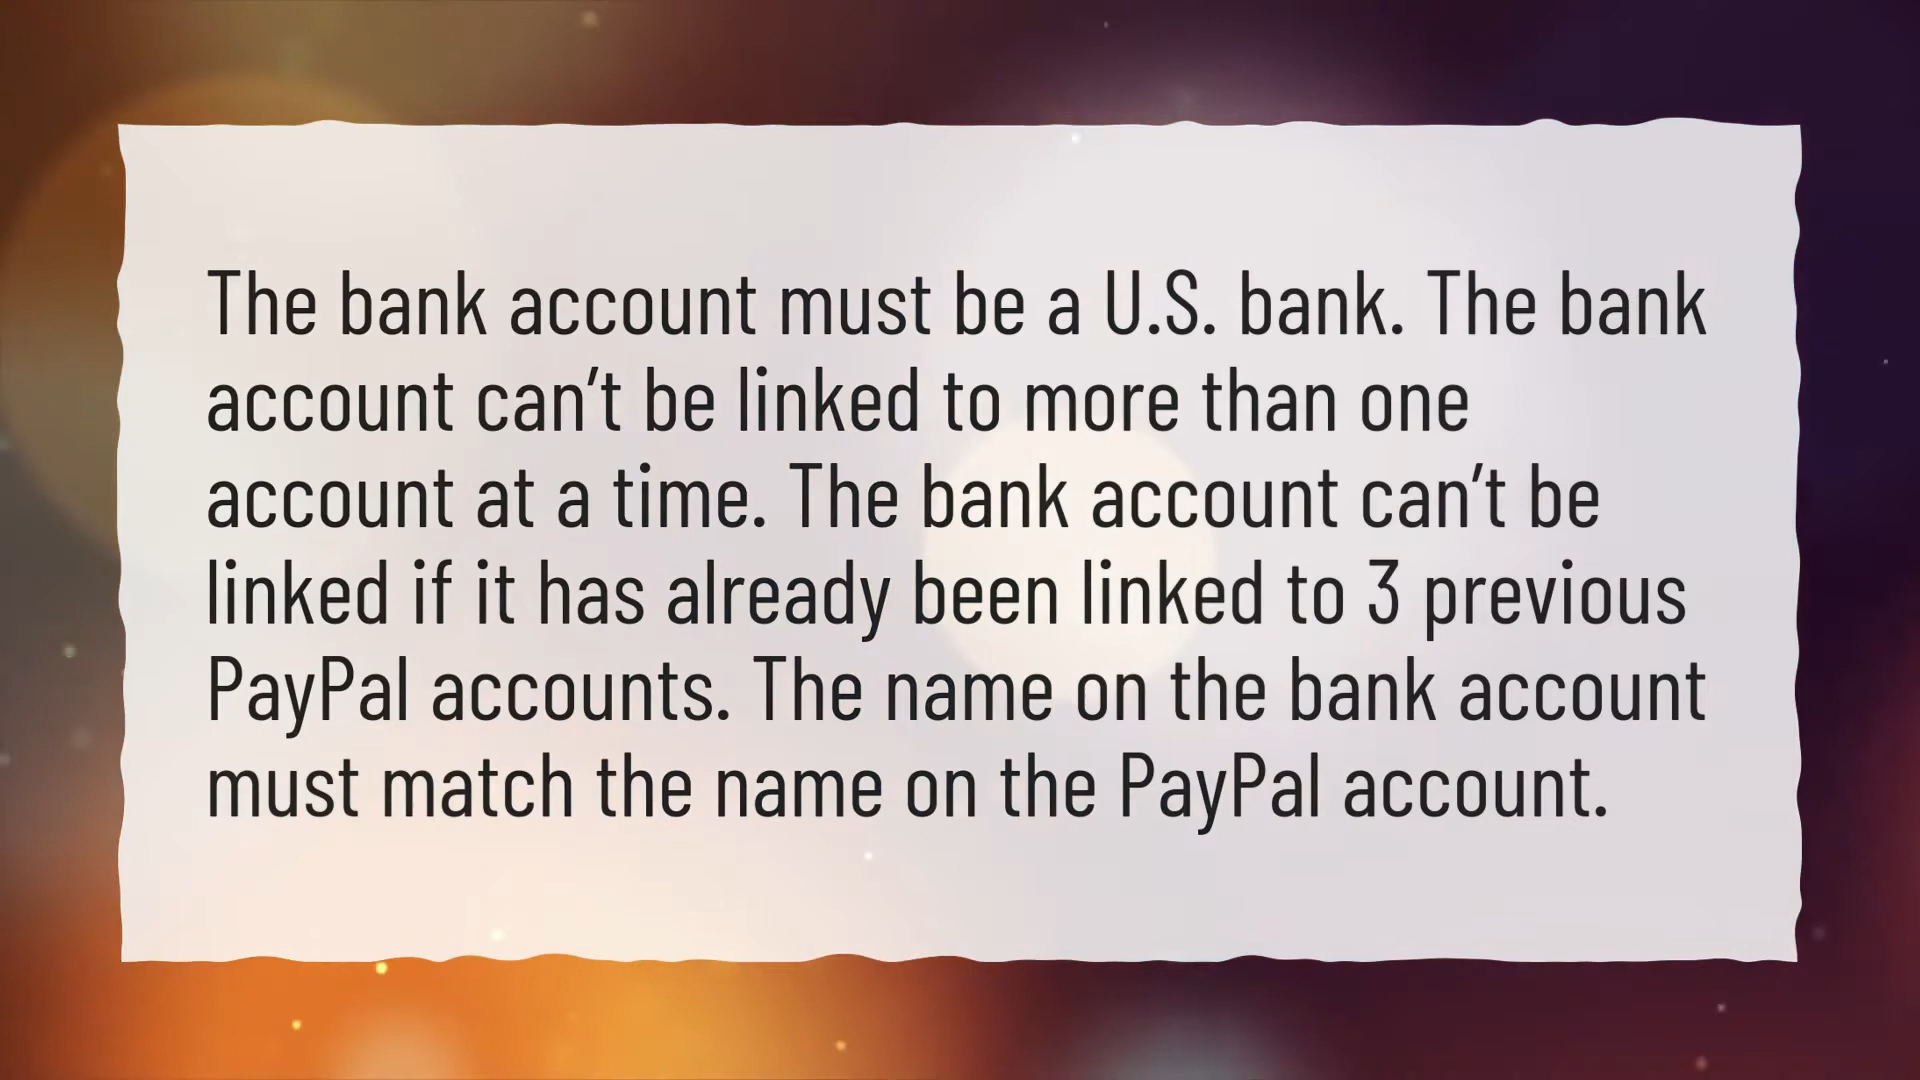 The bank account must be a U.S. bank. The bank
account can’t be linked to more than one
account at a time. The bank account can’t be
linked if it has already been linked to 3 previous
PayPal accounts. The name on the bank account
must match the name on the PayPal account.